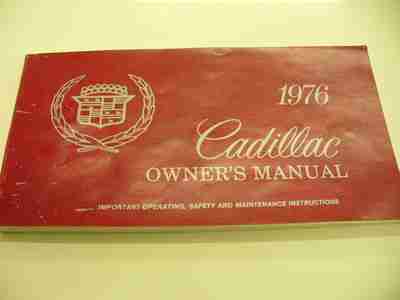 1976
Cadillac
OWNER'S MANUAL
IMPORTANT OPERATING, SAFETY AND MAINTENANCE INSTRUCTIONS